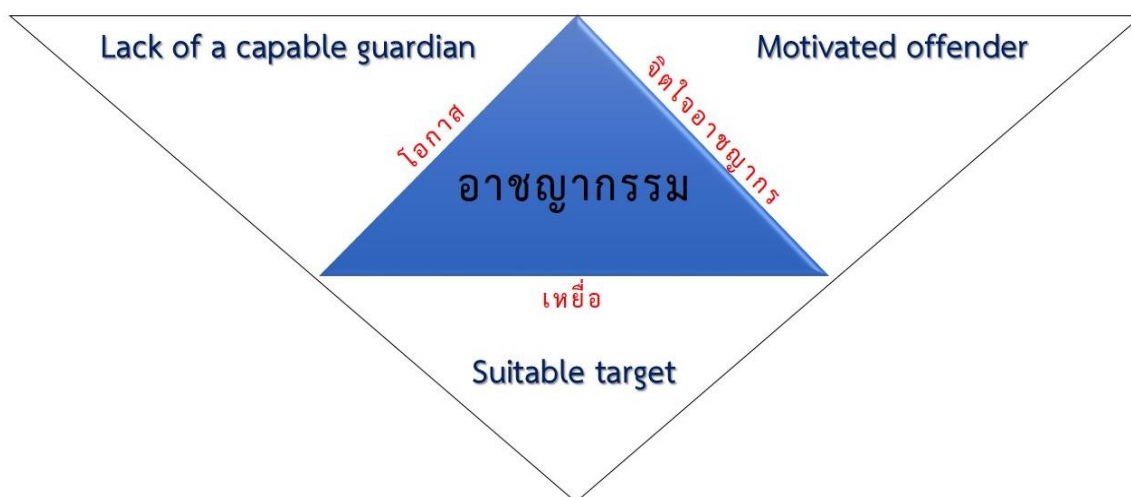 Lack of a capable guardian
Motivated offender
โอกาส
จิตใจอาชญากร
อาชญากรรม
เหยื่อ
Suitable target